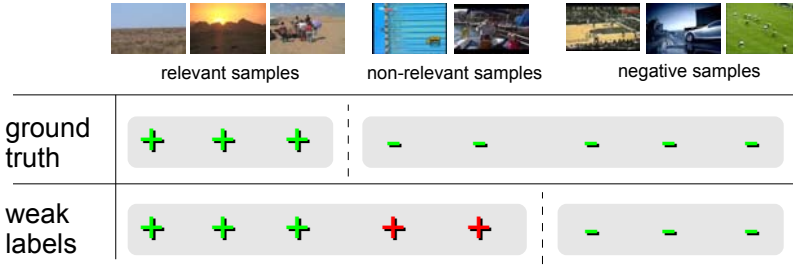 relevant samples
non-relevant samples
negative samples
ground
truth
+ + + - - - - -
weak
labels
+ + + + + - - -